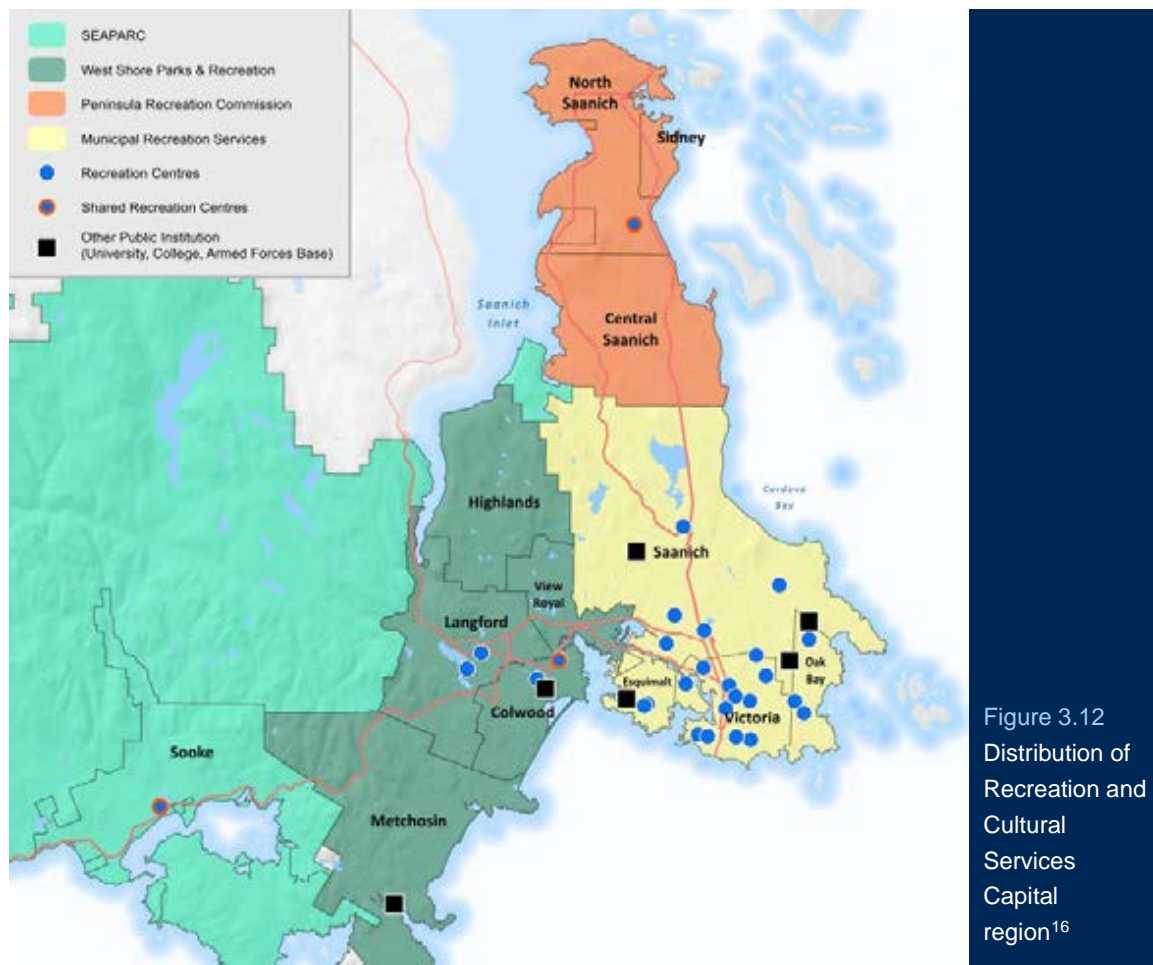 SEAPARC
West Shore Parks & Recreation
Peninsula Recreation Commission
Municipal Recreation Services
Recreation Centres
Shared Recreation Centres
Other Public Institution
(University, College, Armed Forces Base)
North
Saanich
Sidney
Saanich
Inlet
Central
Saanich
Highlands
Cordova
Bay
Saanich
View
Royal
Langford
Oak
Bay
Esquimalt
Colwood
Victoria
Sooke
Metchosin
Figure 3.12
Distribution of
Recreation and
Cultural
Services
Capital
region16